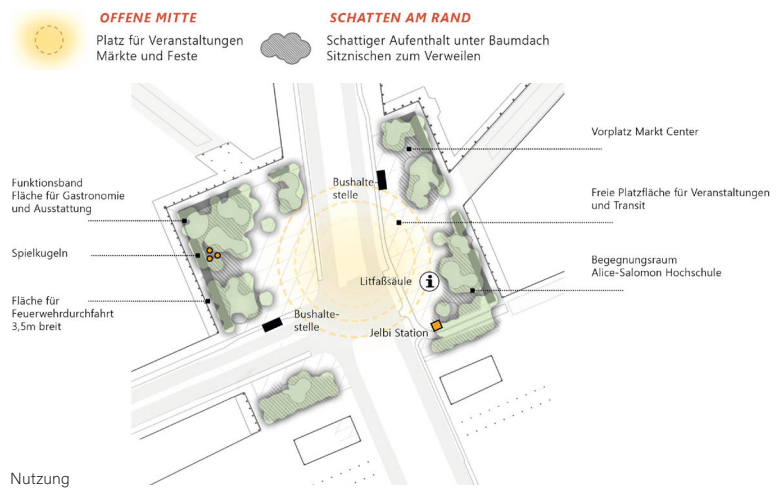 OFFENE MITTE
Platz für Veranstaltungen
Märkte und Feste
SCHATTEN AM RAND
Schattiger Aufenthalt unter Baumdach
Sitznischen zum Verweilen
Vorplatz Markt Center
Bushalte-
stelle
Funktionsband
Fläche für Gastronomie
und Ausstattung
Freie Platzfläche für Veranstaltungen
und Transit
Spielkugeln
Begegnungsraum
Alice-Salomon Hochschule
Litfaßsäule
i
Fläche für
Feuerwehrdurchfahrt
3,5m breit
Bushalte-
stelle
Jelbi Station
Nutzung